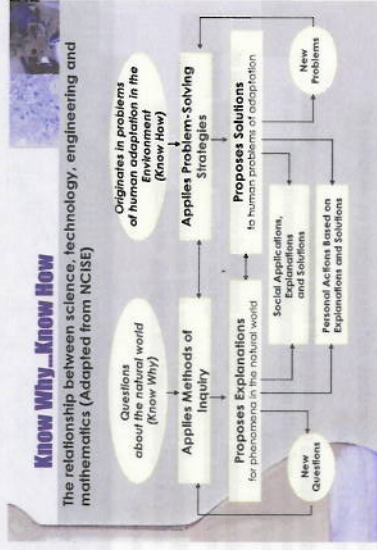 Know Why...Know How
The relationship between science, technology, engineering and
mathematics (Adapted from NCISE)
Questions
about the natural world
(Know Why)
Originates in problems
of human adaptation in the
Environment
(Know How)
Applies Methods of
Inquiry
Applies Problem-Solving
Strategies
Proposes Explanations
for phenomena in the natural world
Proposes Solutions
to human problems of adaptation
Social Applications,
Explanations
and Solutions
Personal Actions Based on
Explanations and Solutions
New
Questions
New
Problems